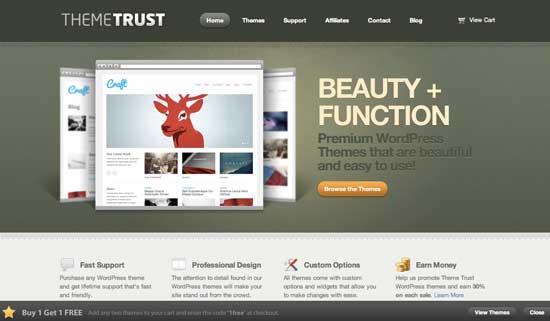 THEMETRUST
Home Themes Support Affiliates Contact Blog View Cart
Craft
Blog
BEAUTY +
FUNCTION
Premium WordPress
Themes that are beautiful
and easy to use!
Browse the Themes
Fast Support
Purchase any WordPress theme
and get lifetime support that's fast
and friendly.
Professional Design
The attention to detail found in our
WordPress themes will make your
site stand out from the crowd.
Custom Options
All themes come with custom
options and widgets that allow you
to make changes with ease.
Earn Money
Help us promote Theme Trust
WordPress themes and earn 30%
on each sale. Learn More
Buy 1 Get 1 FREE Add any two themes to your cart and enter the code "1free" at checkout. View Themes Close